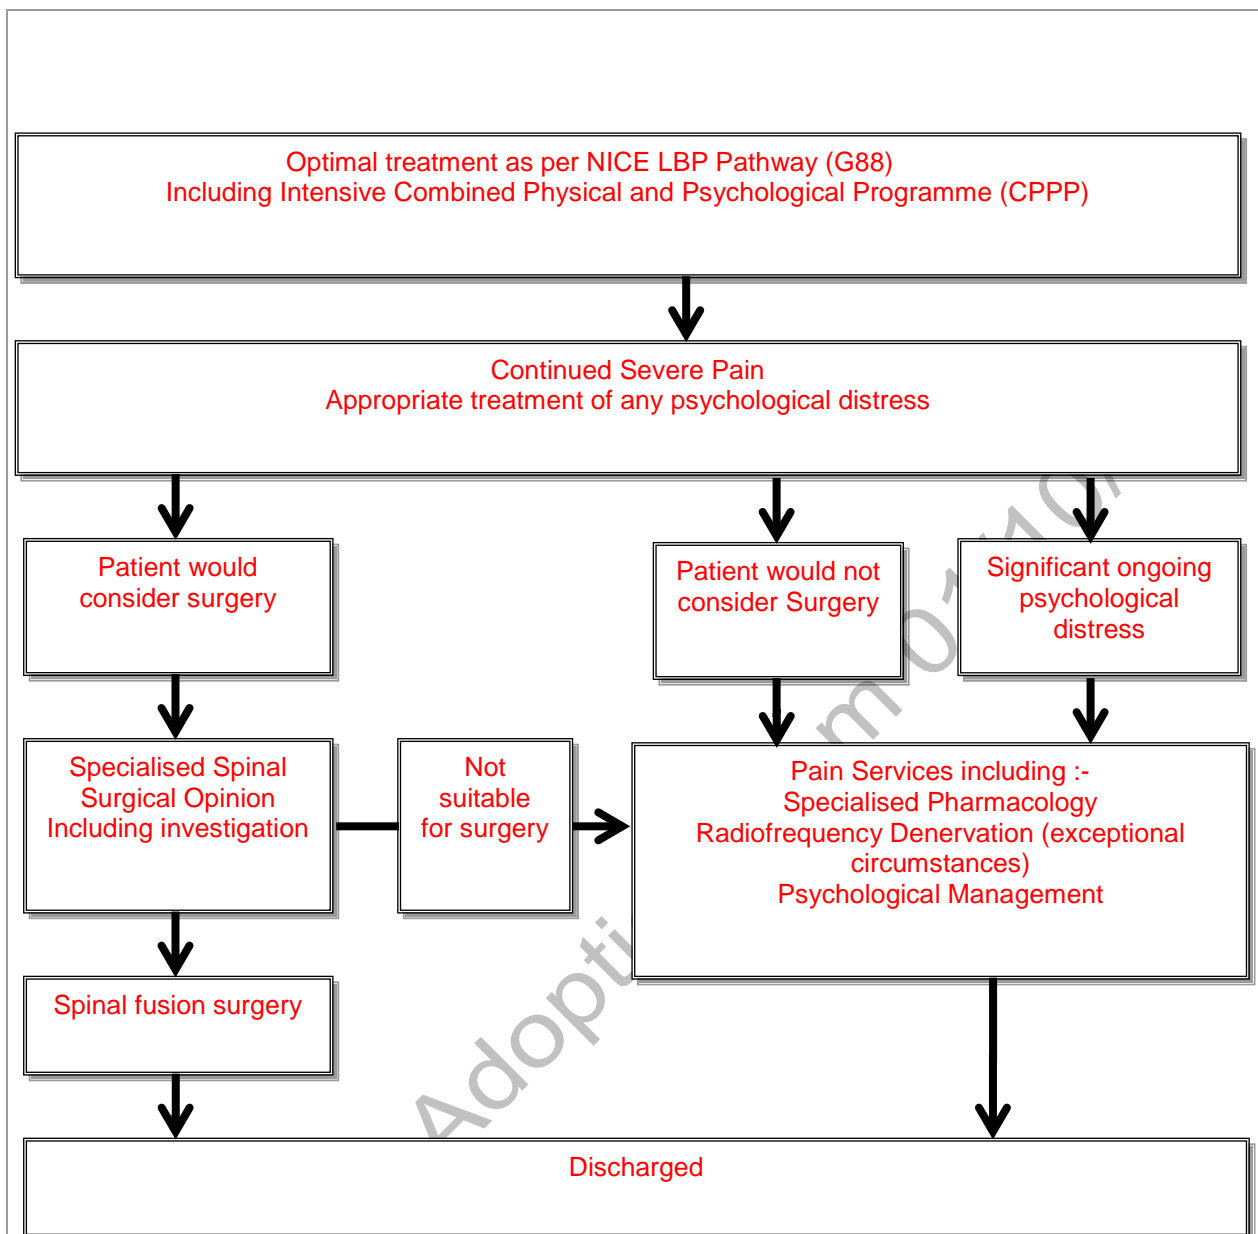 Optimal treatment as per NICE LBP Pathway (G88)
Including Intensive Combined Physical and Psychological Programme (CPPP)
Continued Severe Pain
Appropriate treatment of any psychological distress
Patient would
consider surgery
Patient would not
consider Surgery
Significant ongoing
psychological
distress
Specialised Spinal
Surgical Opinion
Including investigation
Not
suitable
for surgery
Pain Services including :-
Specialised Pharmacology
Radiofrequency Denervation (exceptional
circumstances)
Psychological Management
Spinal fusion surgery
Discharged